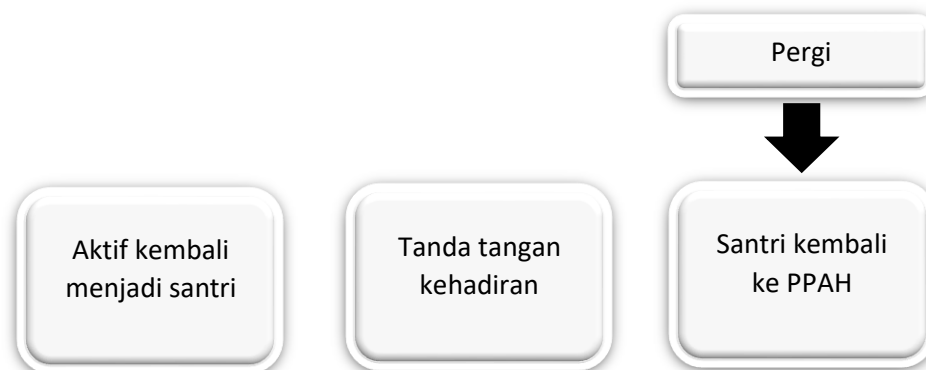 Pergi
Aktif kembali
menjadi santri
Tanda tangan
kehadiran
Santri kembali
ke PPAH